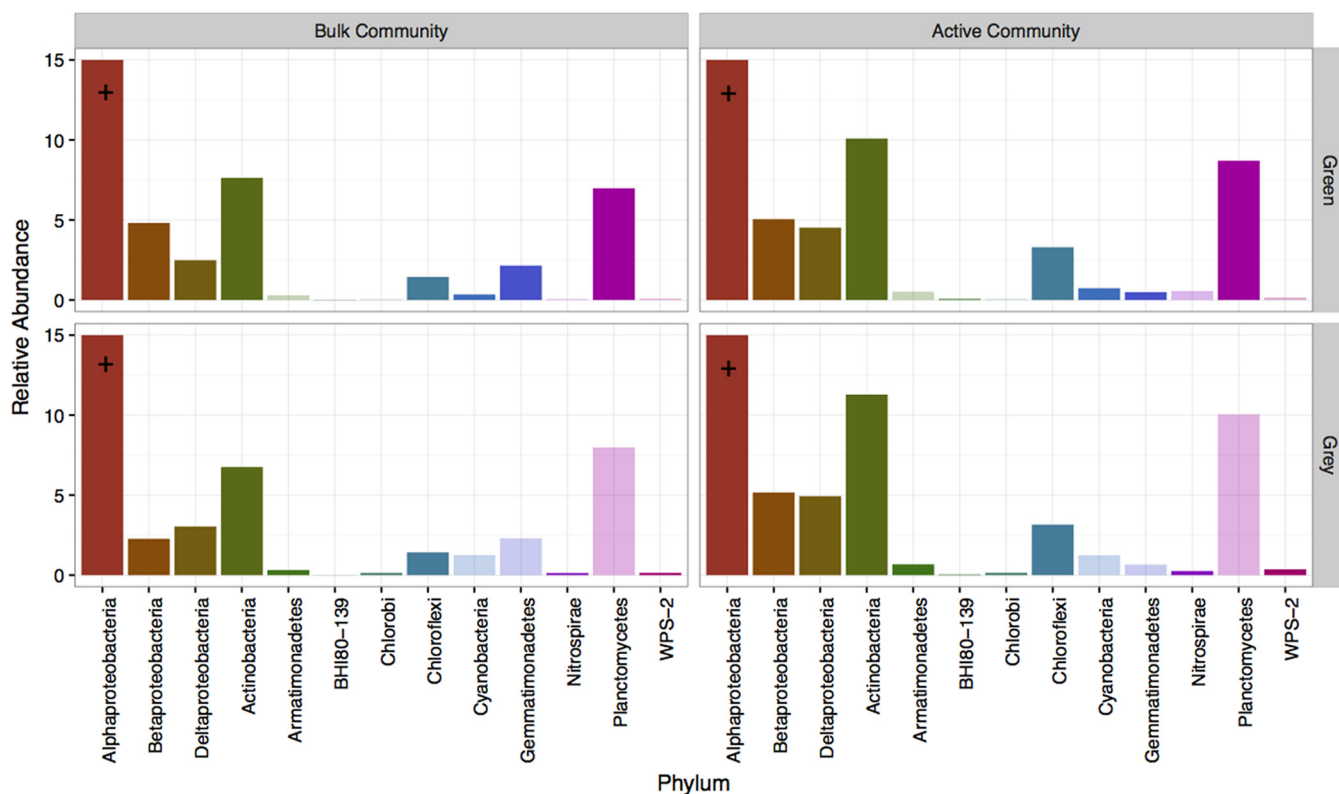 Bulk Community
Active Community
Relative Abundance
15
10
5
0
+
+
Green
15
10
5
0
+
+
Grey
Alphaproteobacteria
Betaproteobacteria
Deltaproteobacteria
Actinobacteria
Armatimonadetes
BHI80−139
Chlorobi
Chloroflexi
Cyanobacteria
Gemmatimonadetes
Nitrospirae
Planctomycetes
WPS−2
Alphaproteobacteria
Betaproteobacteria
Deltaproteobacteria
Actinobacteria
Armatimonadetes
BHI80−139
Chlorobi
Chloroflexi
Cyanobacteria
Gemmatimonadetes
Nitrospirae
Planctomycetes
WPS−2
Phylum